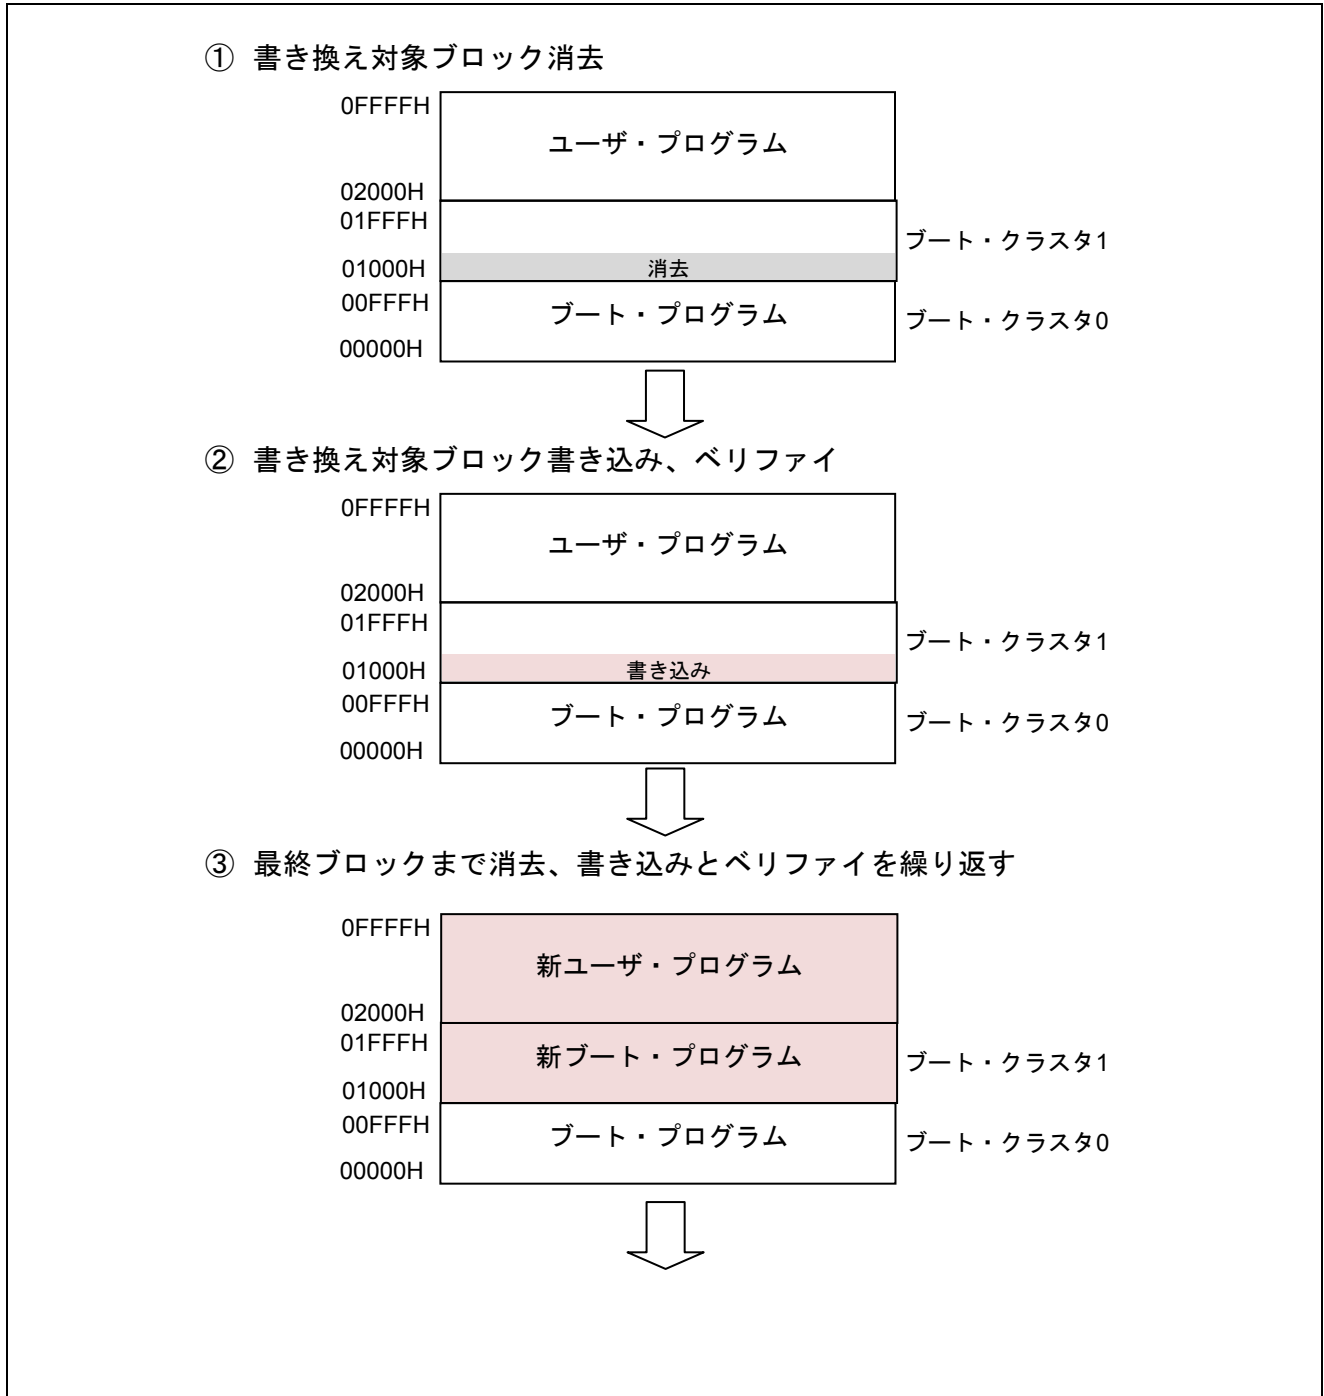 ① 書き換え対象ブロック消去
0FFFFH
ユーザ・プログラム
02000H
01FFFH
ブート・クラスタ1
01000H
消去
00FFFH
ブート・プログラム
ブート・クラスタ0
00000H
② 書き換え対象ブロック書き込み、ベリファイ
0FFFFH
ユーザ・プログラム
02000H
01FFFH
ブート・クラスタ1
01000H
書き込み
00FFFH
ブート・プログラム
ブート・クラスタ0
00000H
③ 最終ブロックまで消去、書き込みとベリファイを繰り返す
0FFFFH
新ユーザ・プログラム
02000H
01FFFH
新ブート・プログラム
ブート・クラスタ1
01000H
00FFFH
ブート・プログラム
ブート・クラスタ0
00000H